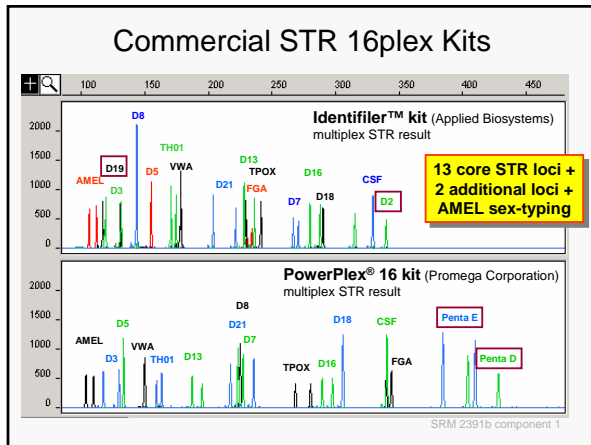 Commercial STR 16plex Kits
100 150 200 250 300 350 400 450
Identifiler™ kit (Applied Biosystems)
multiplex STR result
2000
1500
1000
500
0
D8
TH01
AMEL
D19
D3
D5
VWA
D21
D13
FGA
TPOX
D7
D16
D18
CSF
D2
13 core STR loci +
2 additional loci +
AMEL sex-typing
PowerPlex® 16 kit (Promega Corporation)
multiplex STR result
2000
1500
1000
500
0
AMEL
D3
D5
VWA
TH01
D13
D21
D8
D7
TPOX
D16
D18
CSF
FGA
Penta E
Penta D
SRM 2391b component 1